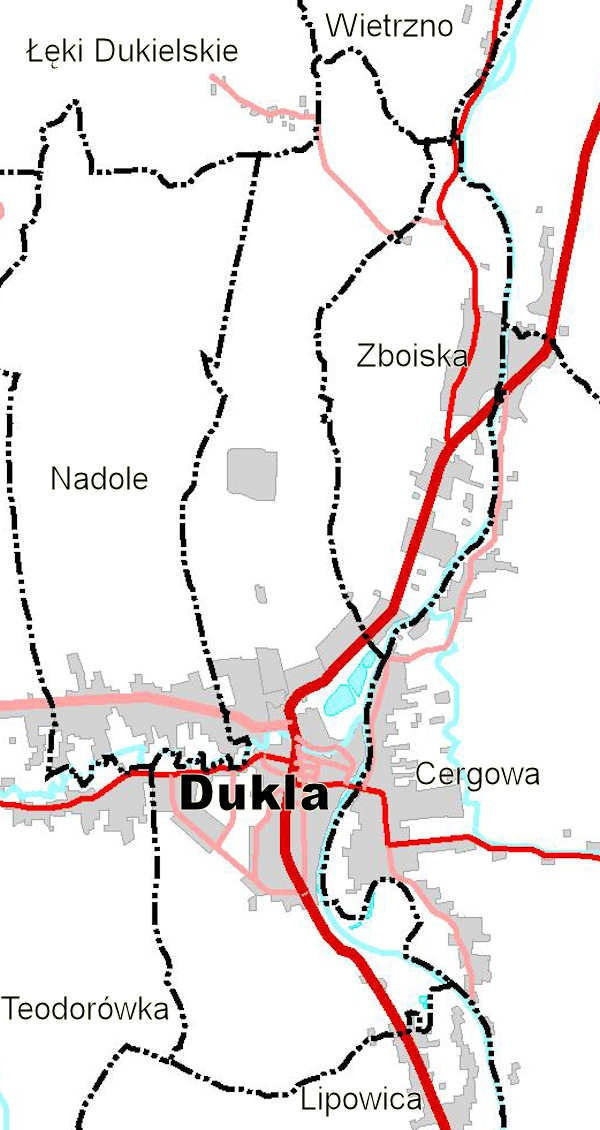 Wietrzno
Łęki Dukielskie
Zboiska
Nadole
Cergowa
Dukla
Teodorówka
Lipowica